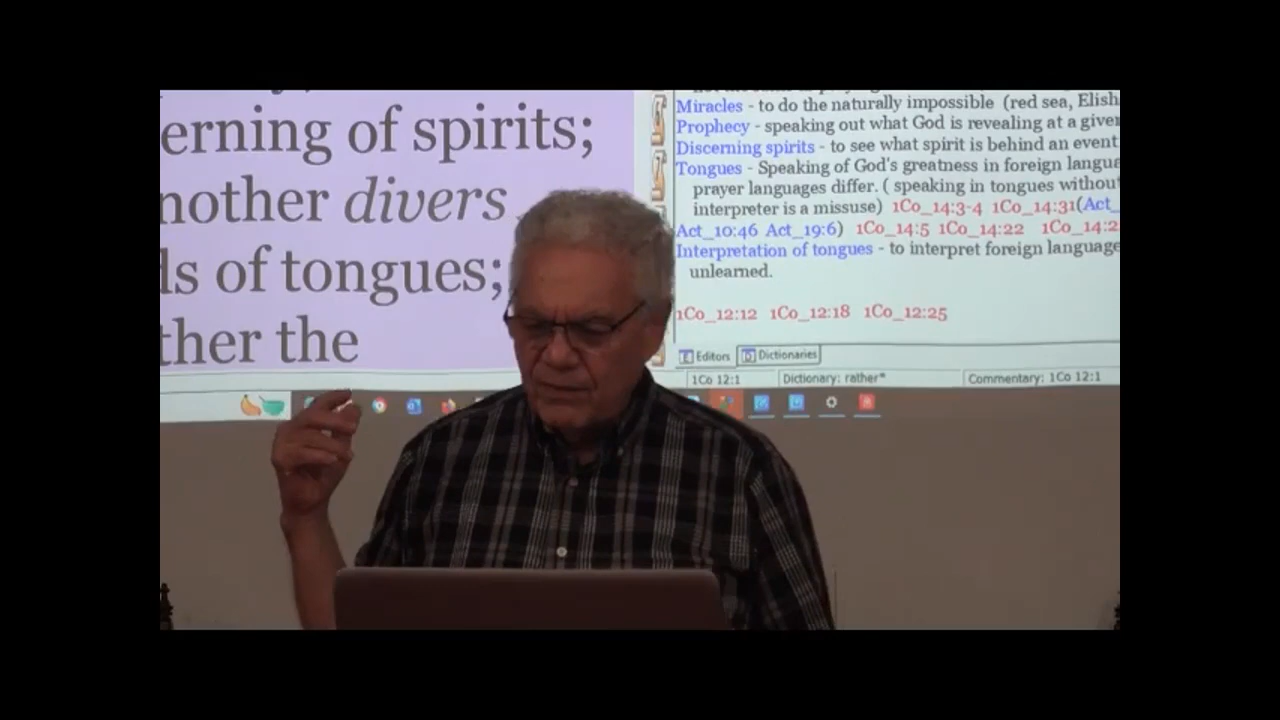 erning of spirits;
nother divers
ls of tongues;
ther the
Miracles - to do the naturally impossible (red sea, Elish
Prophecy - speaking out what God is revealing at a given
Discerning spirits - to see what spirit is behind an event
Tongues - Speaking of God's greatness in foreign langua
prayer languages differ. ( speaking in tongues without
interpreter is a missuse) 1Co_14:3-4 1Co_14:31(Act_
Act_10:46 Act_19:6) 1Co_14:5 1Co_14:22 1Co_14:2
Interpretation of tongues - to interpret foreign language
unlearned.
1Co_12:12 1Co_12:18 1Co_12:25
E Editors D Dictionaries
1Co 12:1 Dictionary: rather* Commentary: 1Co 12:1